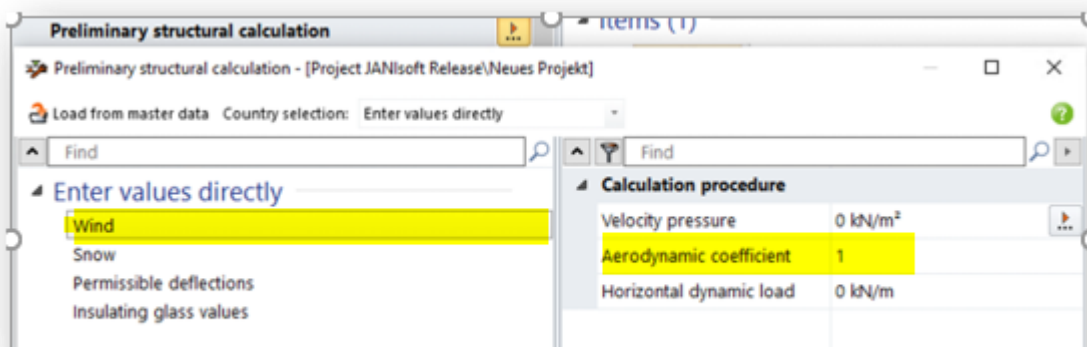 Preliminary structural calculation
Items (1)
Preliminary structural calculation - [Project JANIsoft Release\Neues Projekt]
Load from master data Country selection: Enter values directly
Find
Enter values directly
Wind
Snow
Permissible deflections
Insulating glass values
Find
Calculation procedure
Velocity pressure 0 kN/m²
Aerodynamic coefficient 1
Horizontal dynamic load 0 kN/m